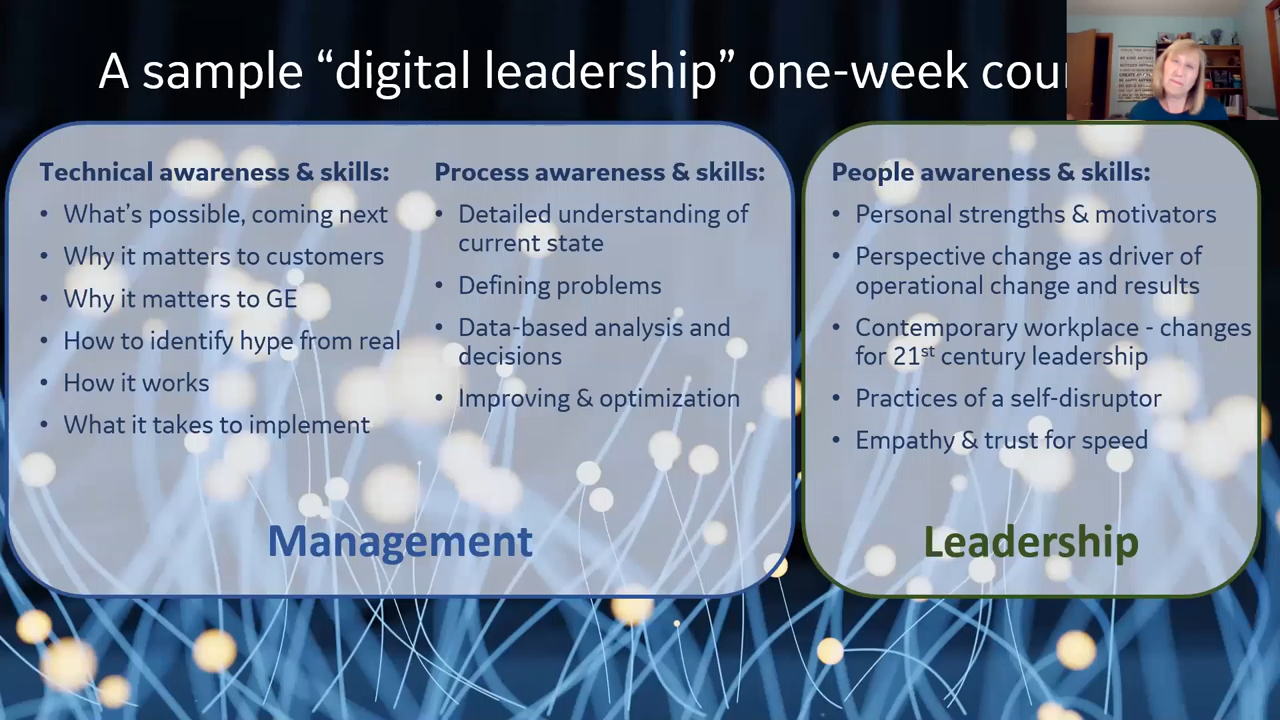 A sample “digital leadership” one-week
Technical awareness & skills:
• What’s possible, coming next
• Why it matters to customers
• Why it matters to GE
• How to identify hype from real
• How it works
• What it takes to implement
Process awareness & skills:
• Detailed understanding of
current state
• Defining problems
• Data-based analysis and
decisions
• Improving & optimization
Management
People awareness & skills:
• Personal strengths & motivators
• Perspective change as driver of
operational change and results
• Contemporary workplace - changes
for 21st century leadership
• Practices of a self-disruptor
• Empathy & trust for speed
Leadership